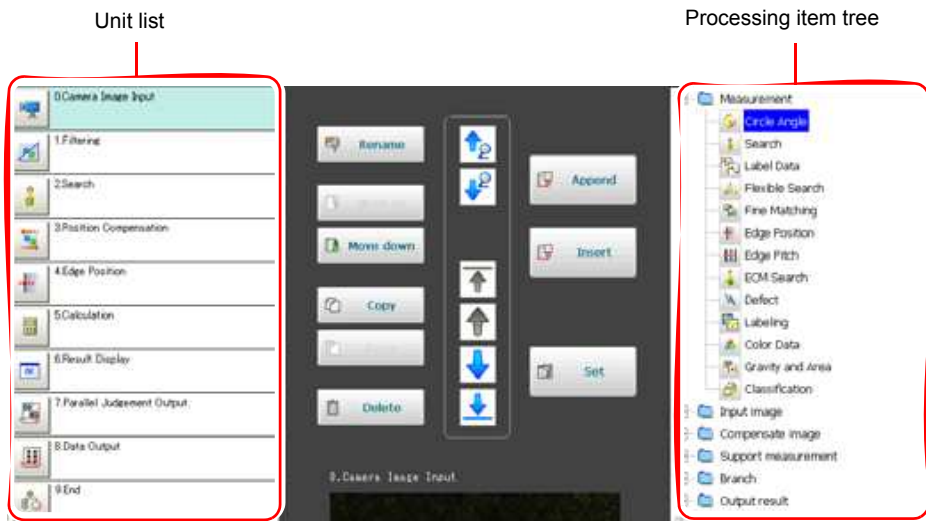 Unit list
Processing item tree
0.Camera Image Input
1.Filtering
2.Search
3.Position Compensation
4.Edge Position
5.Calculation
6.Result Display
7.Parallel Judgement Output
8.Data Output
9.End
Rename
Move down
Copy
Delete
Append
Insert
Set
0.Camera Image Input
Measurement
Circle Angle
Search
Label Data
Flexible Search
Fine Matching
Edge Position
Edge Pitch
ECM Search
Defect
Labeling
Color Data
Gravity and Area
Classification
Input image
Compensate image
Support measurement
Branch
Output result